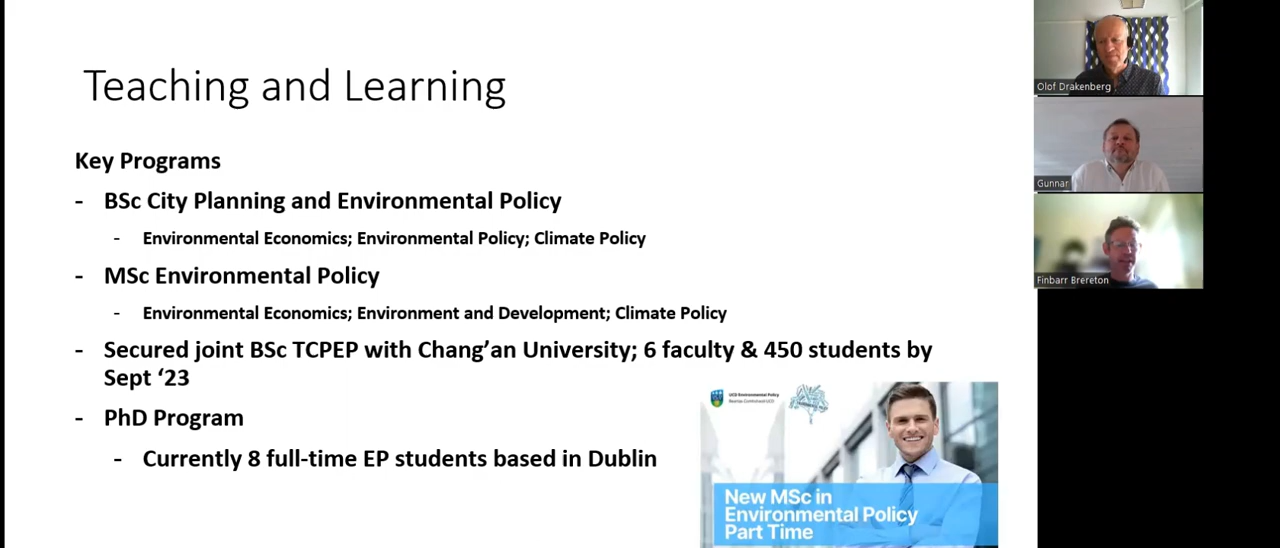 Teaching and Learning
Key Programs
- BSc City Planning and Environmental Policy
- Environmental Economics; Environmental Policy; Climate Policy
- MSc Environmental Policy
- Environmental Economics; Environment and Development; Climate Policy
- Secured joint BSc TCPEP with Chang’an University; 6 faculty & 450 students by
Sept ‘23
- PhD Program
- Currently 8 full-time EP students based in Dublin
UCD Environmental Policy
New MSc in
Environmental Policy
Part Time
Olof Drakenberg
Gunnar
Finbarr Brereton